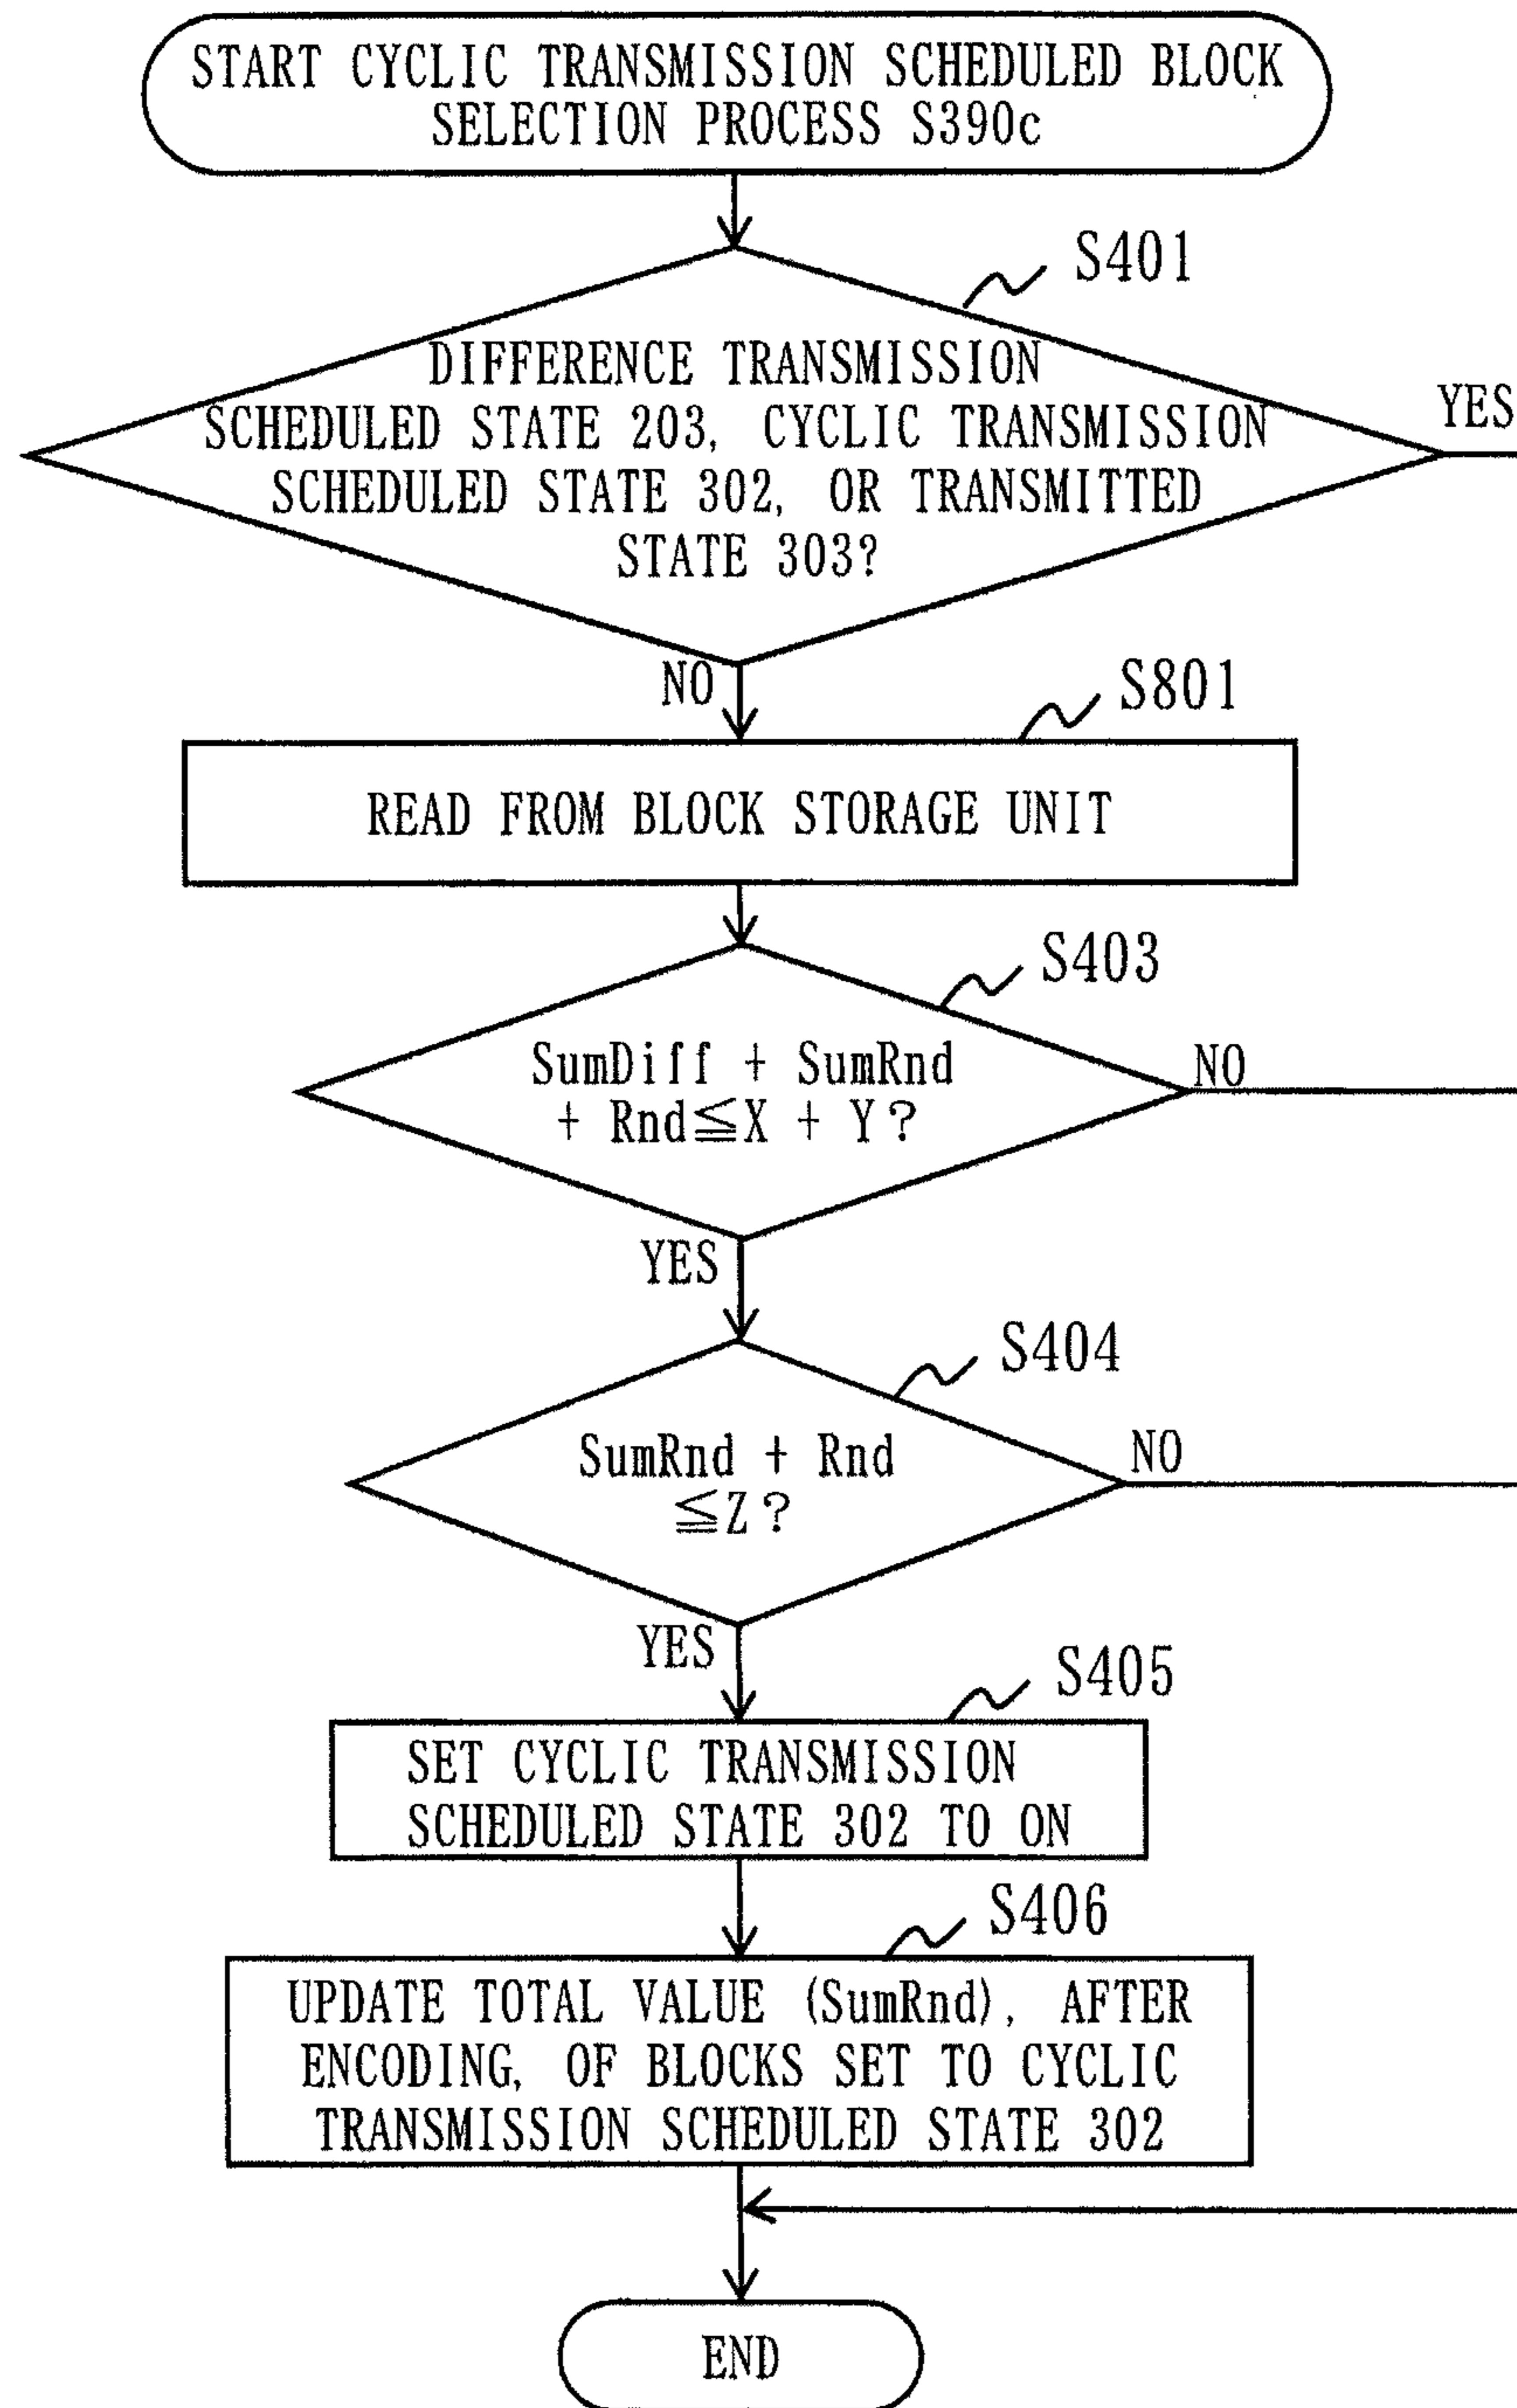 START CYCLIC TRANSMISSION SCHEDULED BLOCK
SELECTION PROCESS S390c
S401
DIFFERENCE TRANSMISSION
SCHEDULED STATE 203, CYCLIC TRANSMISSION
SCHEDULED STATE 302, OR TRANSMITTED
STATE 303?
YES
NO
S801
READ FROM BLOCK STORAGE UNIT
S403
SumDiff + SumRnd
+ Rnd≦X + Y?
NO
YES
S404
SumRnd + Rnd
≦Z?
NO
YES
S405
SET CYCLIC TRANSMISSION
SCHEDULED STATE 302 TO ON
S406
UPDATE TOTAL VALUE (SumRnd), AFTER
ENCODING, OF BLOCKS SET TO CYCLIC
TRANSMISSION SCHEDULED STATE 302
END